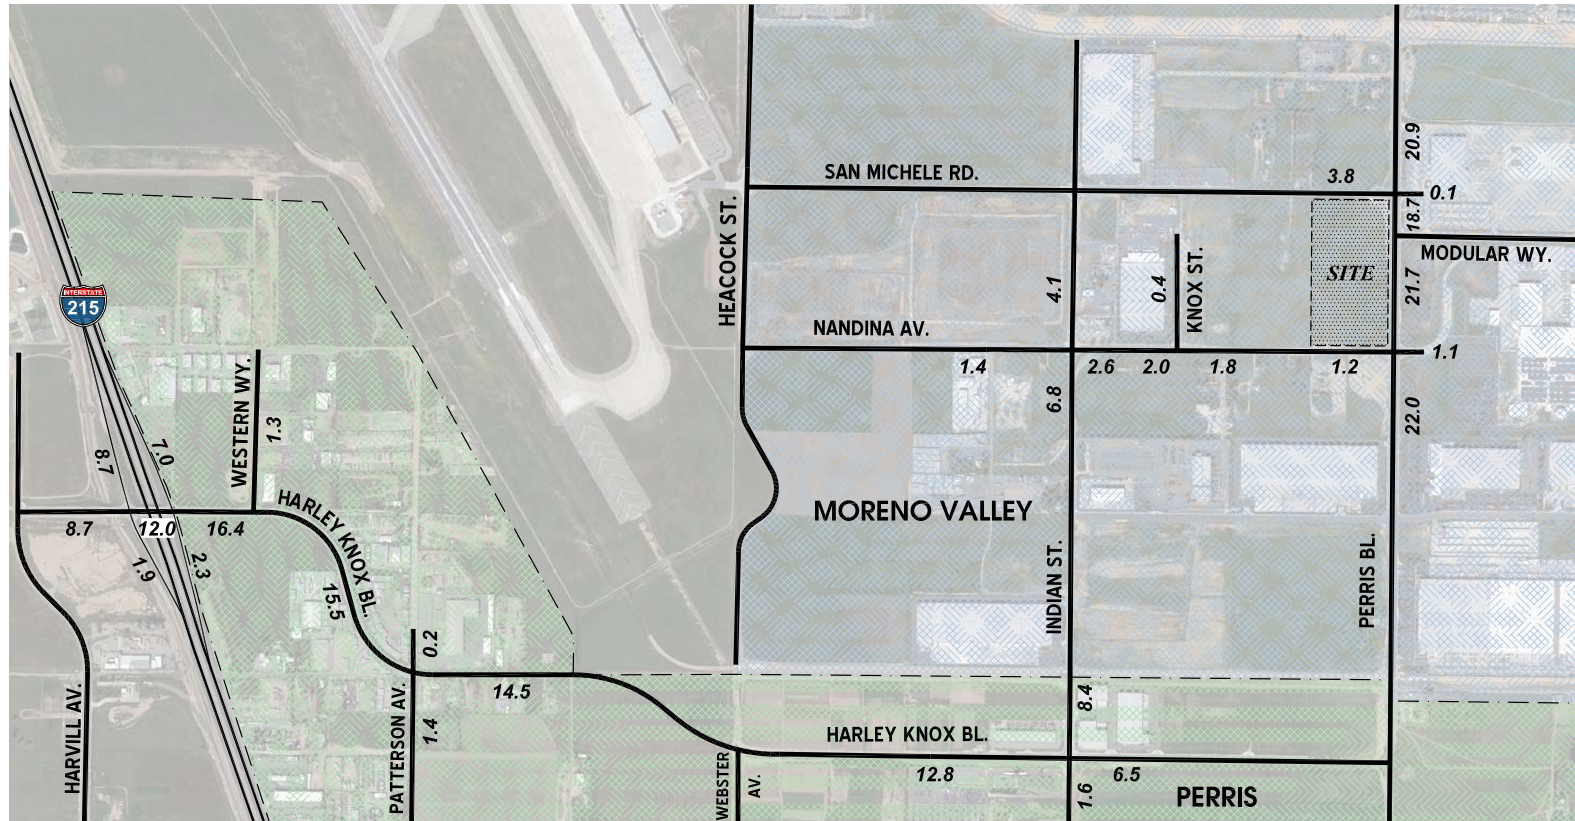 20.9
SAN MICHELE RD.
3.8
0.1
18.7
HEACOCK ST.
MODULAR WY.
KNOX ST.
SITE
21.7
4.1
0.4
INTERSTATE
215
NANDINA AV.
1.4
2.6
2.0
1.8
1.2
1.1
WESTERN WY.
1.3
6.8
22.0
7.0
8.7
HARLEY KNOX BL.
MORENO VALLEY
8.7
12.0
16.4
1.9
2.3
15.5
INDIAN ST.
PERRIS BL.
0.2
14.5
8.4
HARVILL AV.
PATTERSON AV.
1.4
HARLEY KNOX BL.
WEBSTER
AV.
12.8
6.5
1.6
PERRIS